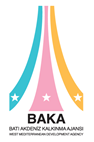 BAKA
BATI AKDENİZ KALKINMA AJANSI
WEST MEDITERRANEAN DEVELOPMENT AGENCY